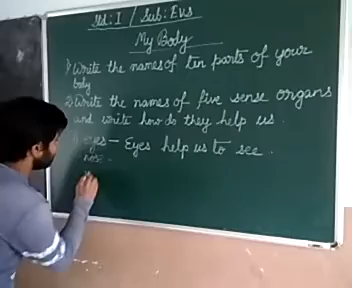 Std: I / Sub: Evs
My Body
1) Write the names of ten parts of your
body
2) Write the names of five sense organs
and write how do they help us.
eyes – Eyes help us to see.
nose -